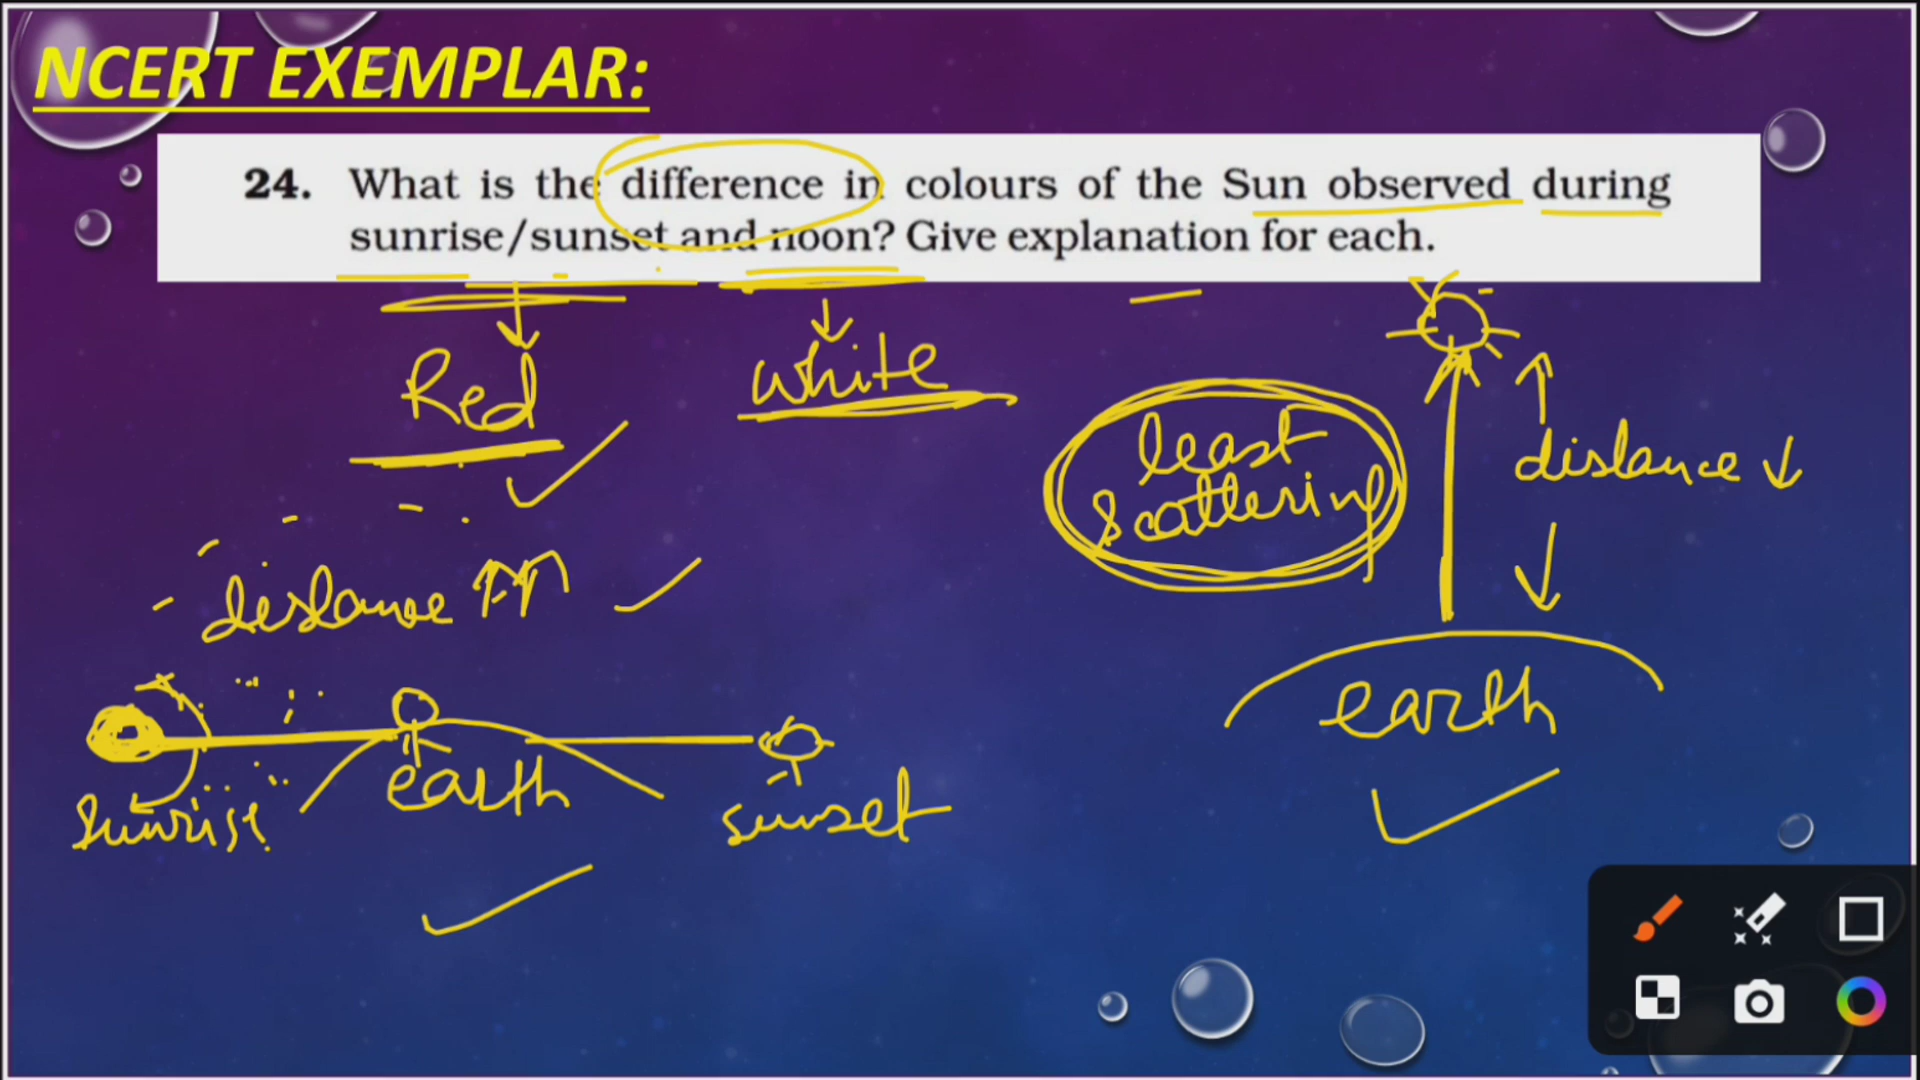 NCERT EXEMPLAR:
24. What is the difference in colours of the Sun observed during
sunrise/sunset and noon? Give explanation for each.
Red
white
least
scattering
distance
distance
earth
earth
sunrise
sunset